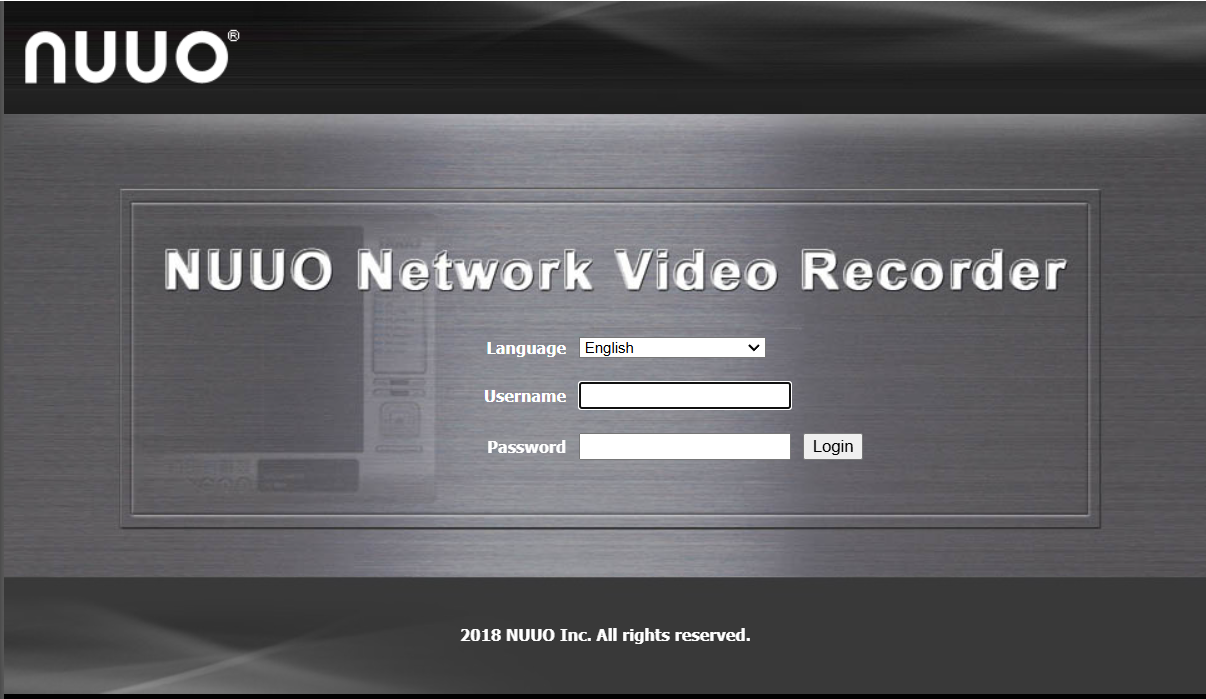 nuuo®
NUUO Network Video Recorder
Language English
Username
Password Login
2018 NUUO Inc. All rights reserved.